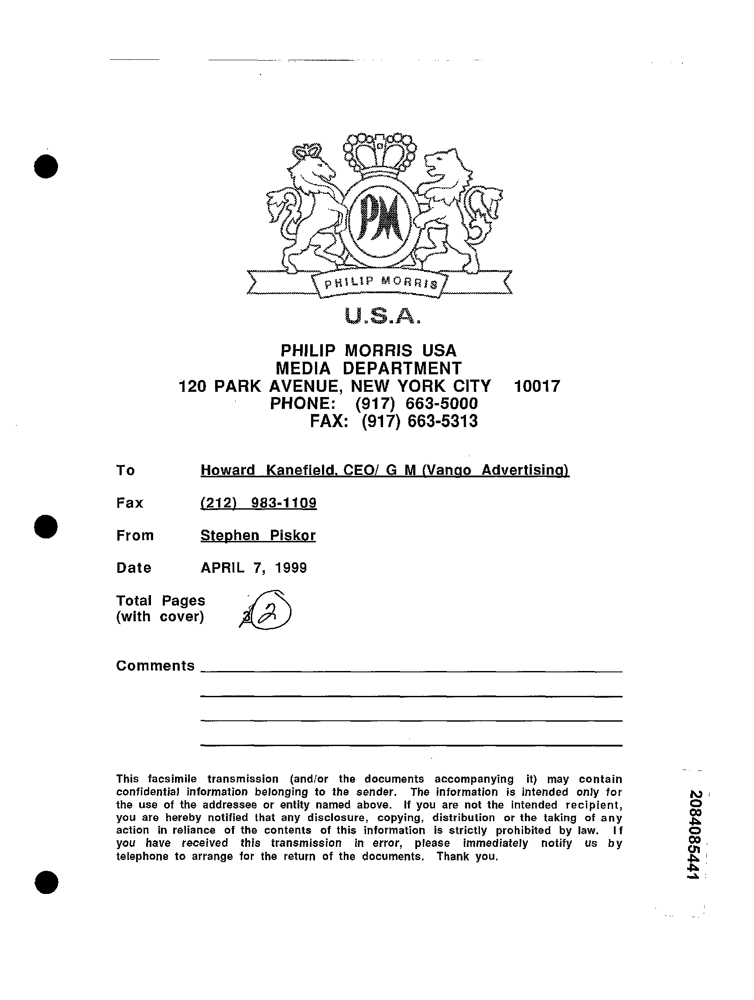 PM
PHILIP MORRIS
U.S.A.
PHILIP MORRIS USA
MEDIA DEPARTMENT
120 PARK AVENUE, NEW YORK CITY 10017
PHONE: (917) 663-5000
FAX: (917) 663-5313
To Howard Kanefield, CEO/ G M (Vango Advertising)
Fax (212) 983-1109
From Stephen Piskor
Date APRIL 7, 1999
Total Pages
(with cover) 2
Comments
This facsimile transmission (and/or the documents accompanying it) may contain
confidential information belonging to the sender. The information is intended only for
the use of the addressee or entity named above. If you are not the intended recipient,
you are hereby notified that any disclosure, copying, distribution or the taking of any
action in reliance of the contents of this information is strictly prohibited by law. If
you have received this transmission in error, please immediately notify us by
telephone to arrange for the return of the documents. Thank you.
2084085441